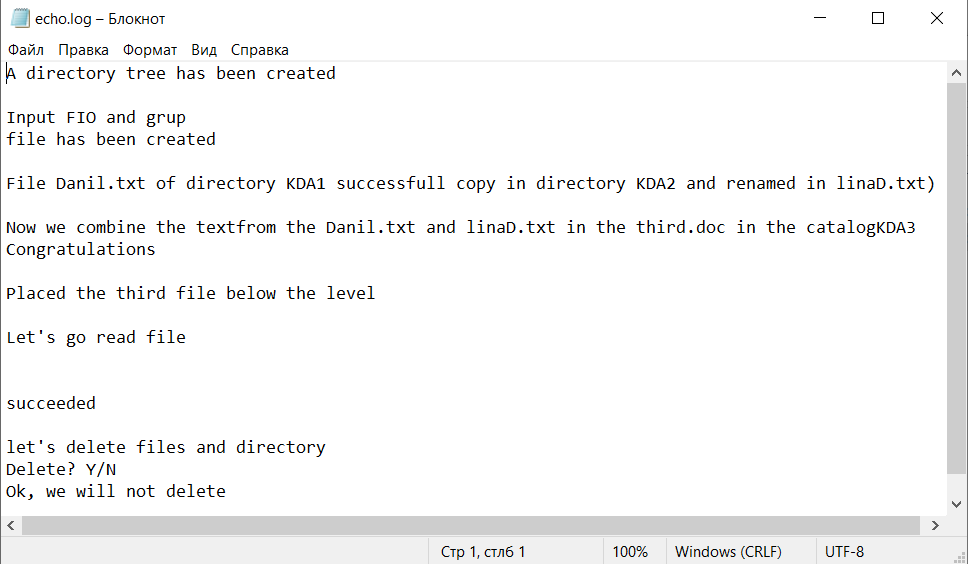 echo.log – Блокнот
Файл Правка Формат Вид Справка
A directory tree has been created
Input FIO and grup
file has been created
File Danil.txt of directory KDA1 successfull copy in directory KDA2 and renamed in linaD.txt)
Now we combine the textfrom the Danil.txt and linaD.txt in the third.doc in the catalogKDA3
Congratulations
Placed the third file below the level
Let's go read file
succeeded
let's delete files and directory
Delete? Y/N
Ok, we will not delete
Стр 1, стлб 1 100% Windows (CRLF) UTF-8